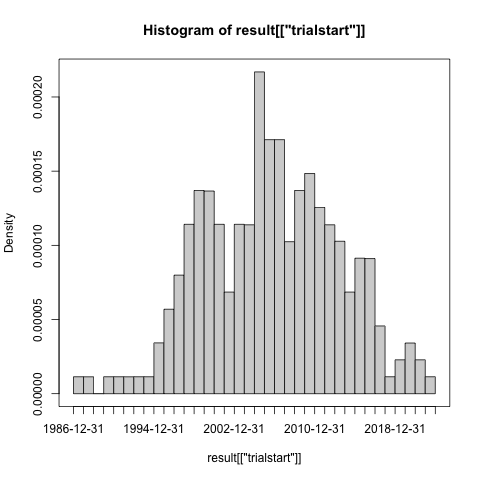 Histogram of result[["trialstart"]]
Density
0.00020
0.00015
0.00010
0.00005
0.00000
1986-12-31 1994-12-31 2002-12-31 2010-12-31 2018-12-31
result[["trialstart"]]